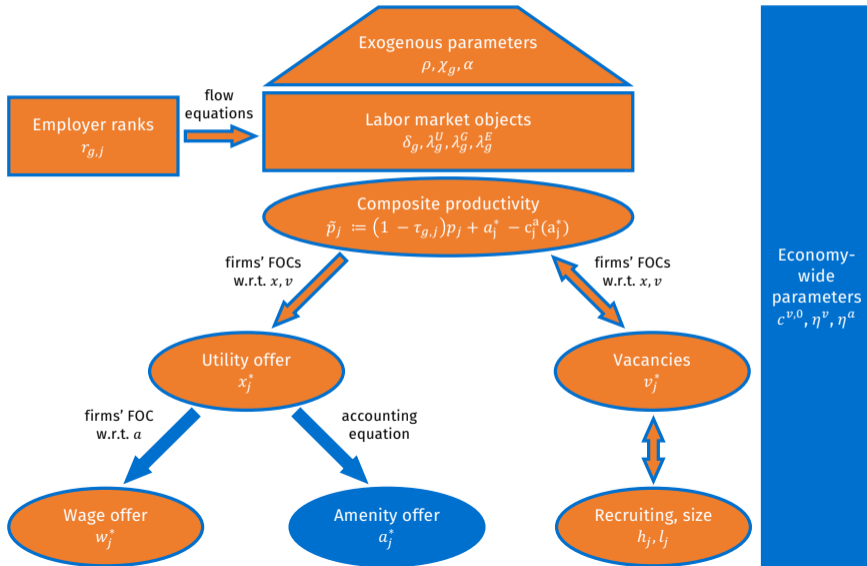 Exogenous parameters
ρ, χ_g, α
flow
equations
Employer ranks
r_{g,j}
Labor market objects
δ_g, λ_g^U, λ_g^G, λ_g^E
Composite productivity
p̃_j ≔ (1 − τ_{g,j})p_j + a_j^* − c_j^a(a_j^*)
firms' FOCs
w.r.t. x, v
firms' FOCs
w.r.t. x, v
Economy-
wide
parameters
c^{v,0}, η^v, η^a
Utility offer
x_j^*
Vacancies
v_j^*
firms' FOC
w.r.t. a
accounting
equation
Wage offer
w_j^*
Amenity offer
a_j^*
Recruiting, size
h_j, l_j